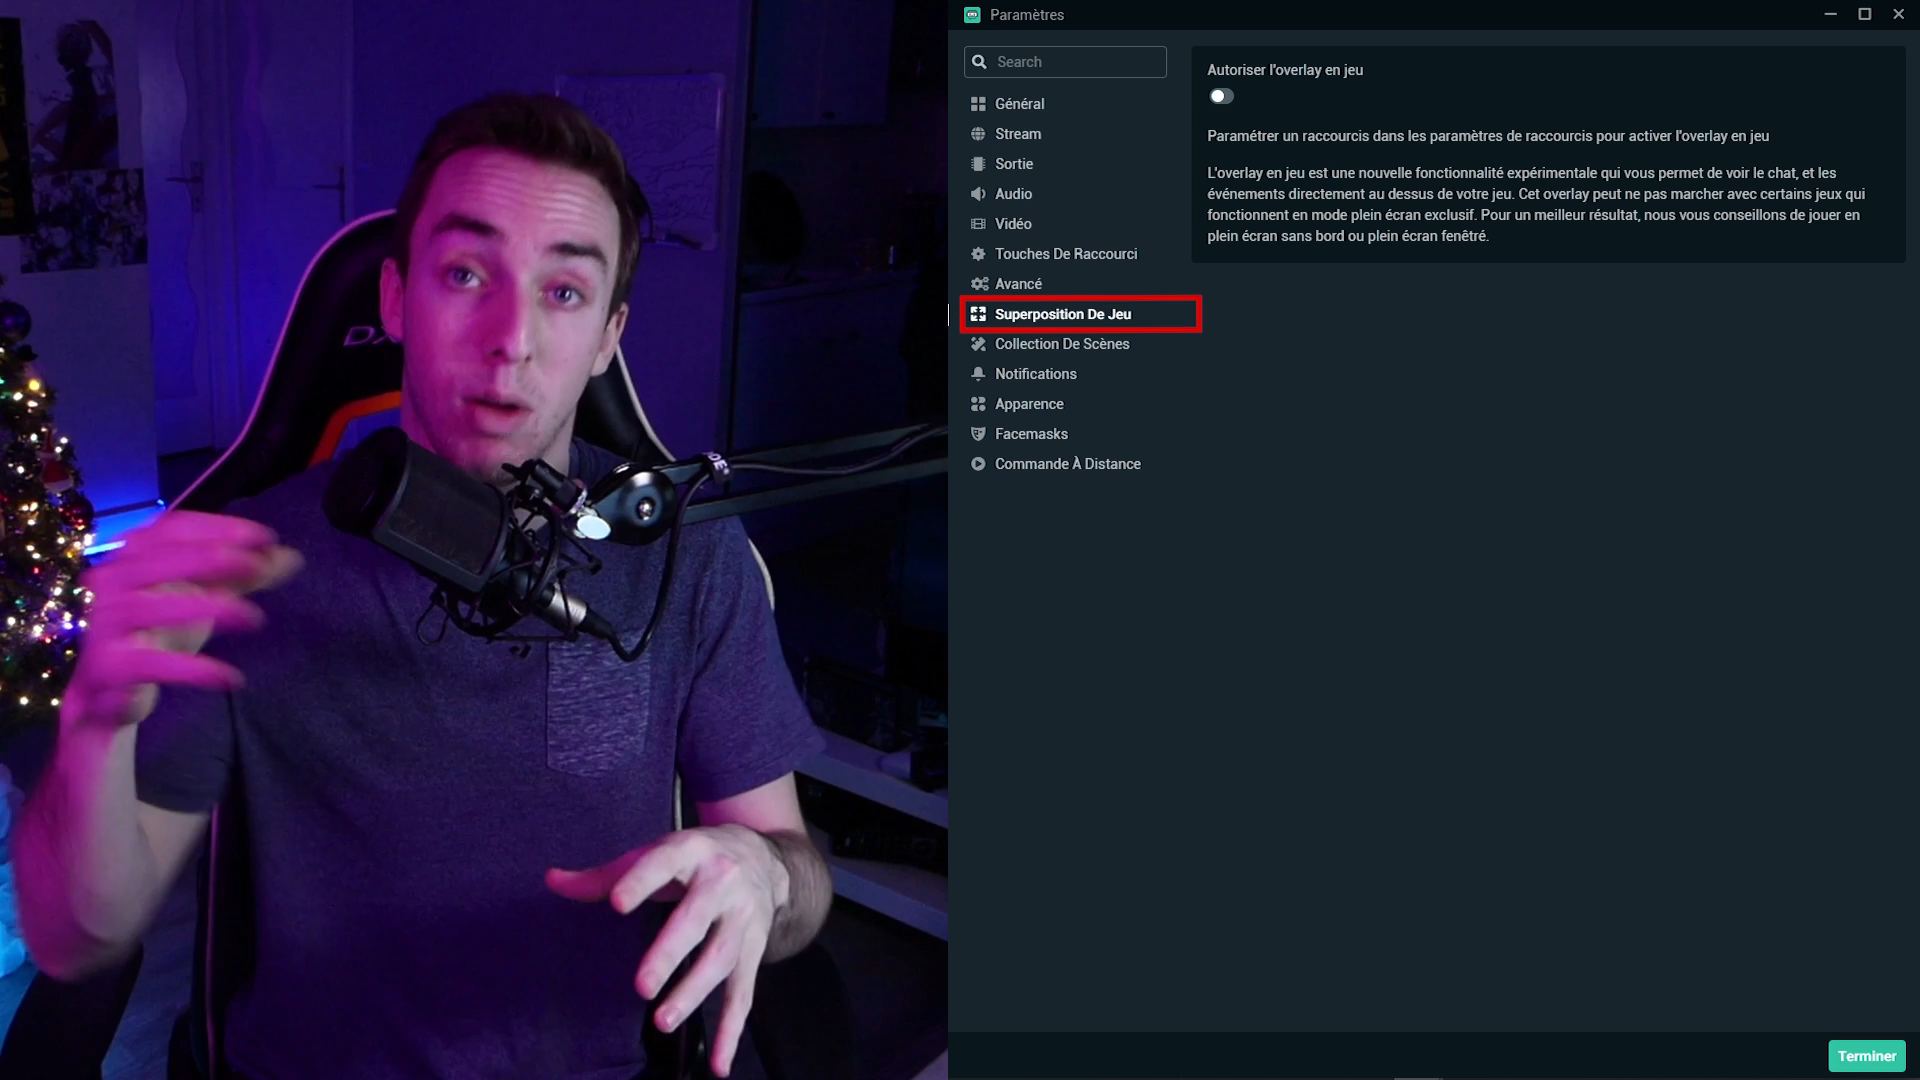 Paramètres
Search
Général
Stream
Sortie
Audio
Vidéo
Touches De Raccourci
Avancé
Superposition De Jeu
Collection De Scènes
Notifications
Apparence
Facemasks
Commande À Distance
Autoriser l'overlay en jeu
Paramétrer un raccourcis dans les paramètres de raccourcis pour activer l'overlay en jeu
L'overlay en jeu est une nouvelle fonctionnalité expérimentale qui vous permet de voir le chat, et les
événements directement au dessus de votre jeu. Cet overlay peut ne pas marcher avec certains jeux qui
fonctionnent en mode plein écran exclusif. Pour un meilleur résultat, nous vous conseillons de jouer en
plein écran sans bord ou plein écran fenêtré.
Terminer
DX